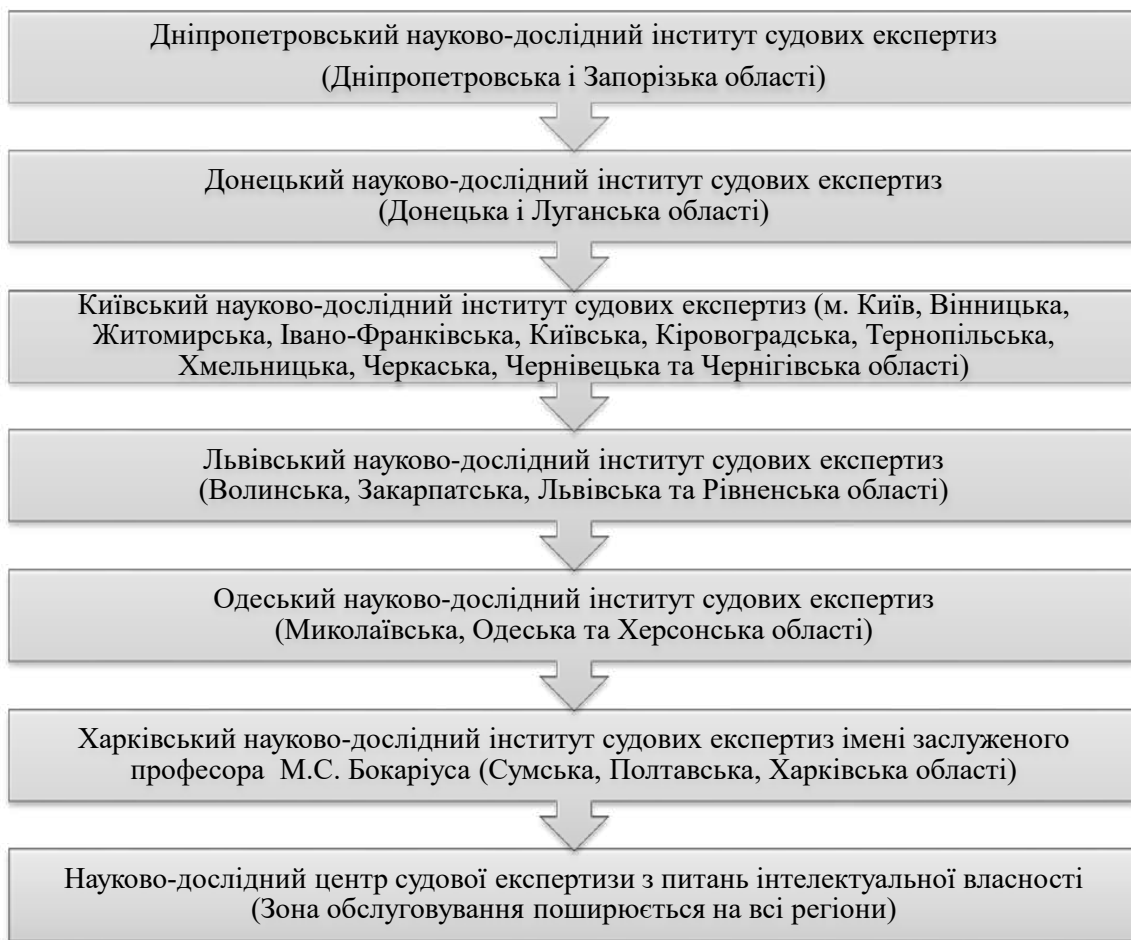 Дніпропетровський науково-дослідний інститут судових експертиз
(Дніпропетровська і Запорізька області)
Донецький науково-дослідний інститут судових експертиз
(Донецька і Луганська області)
Київський науково-дослідний інститут судових експертиз (м. Київ, Вінницька,
Житомирська, Івано-Франківська, Київська, Кіровоградська, Тернопільська,
Хмельницька, Черкаська, Чернівецька та Чернігівська області)
Львівський науково-дослідний інститут судових експертиз
(Волинська, Закарпатська, Львівська та Рівненська області)
Одеський науково-дослідний інститут судових експертиз
(Миколаївська, Одеська та Херсонська області)
Харківський науково-дослідний інститут судових експертиз імені заслуженого
професора М.С. Бокаріуса (Сумська, Полтавська, Харківська області)
Науково-дослідний центр судової експертизи з питань інтелектуальної власності
(Зона обслуговування поширюється на всі регіони)